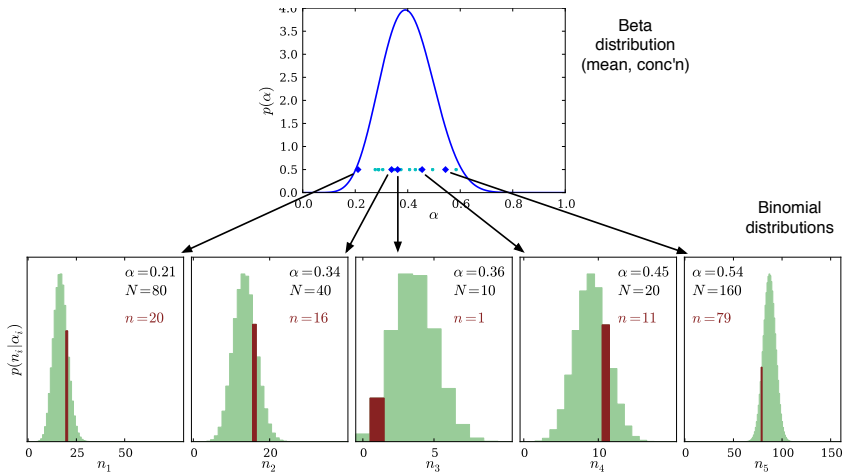 4.0
3.5
3.0
2.5
2.0
1.5
1.0
0.5
0.0
p(α)
0.0 0.2 0.4 0.6 0.8 1.0
α
Beta
distribution
(mean, conc'n)
Binomial
distributions
p(n_i|α_i)
α=0.21
N=80
n=20
0 25 50
n_1
α=0.34
N=40
n=16
0 20
n_2
α=0.36
N=10
n=1
5
n_3
α=0.45
N=20
n=11
10
n_4
α=0.54
N=160
n=79
0 50 100 150
n_5